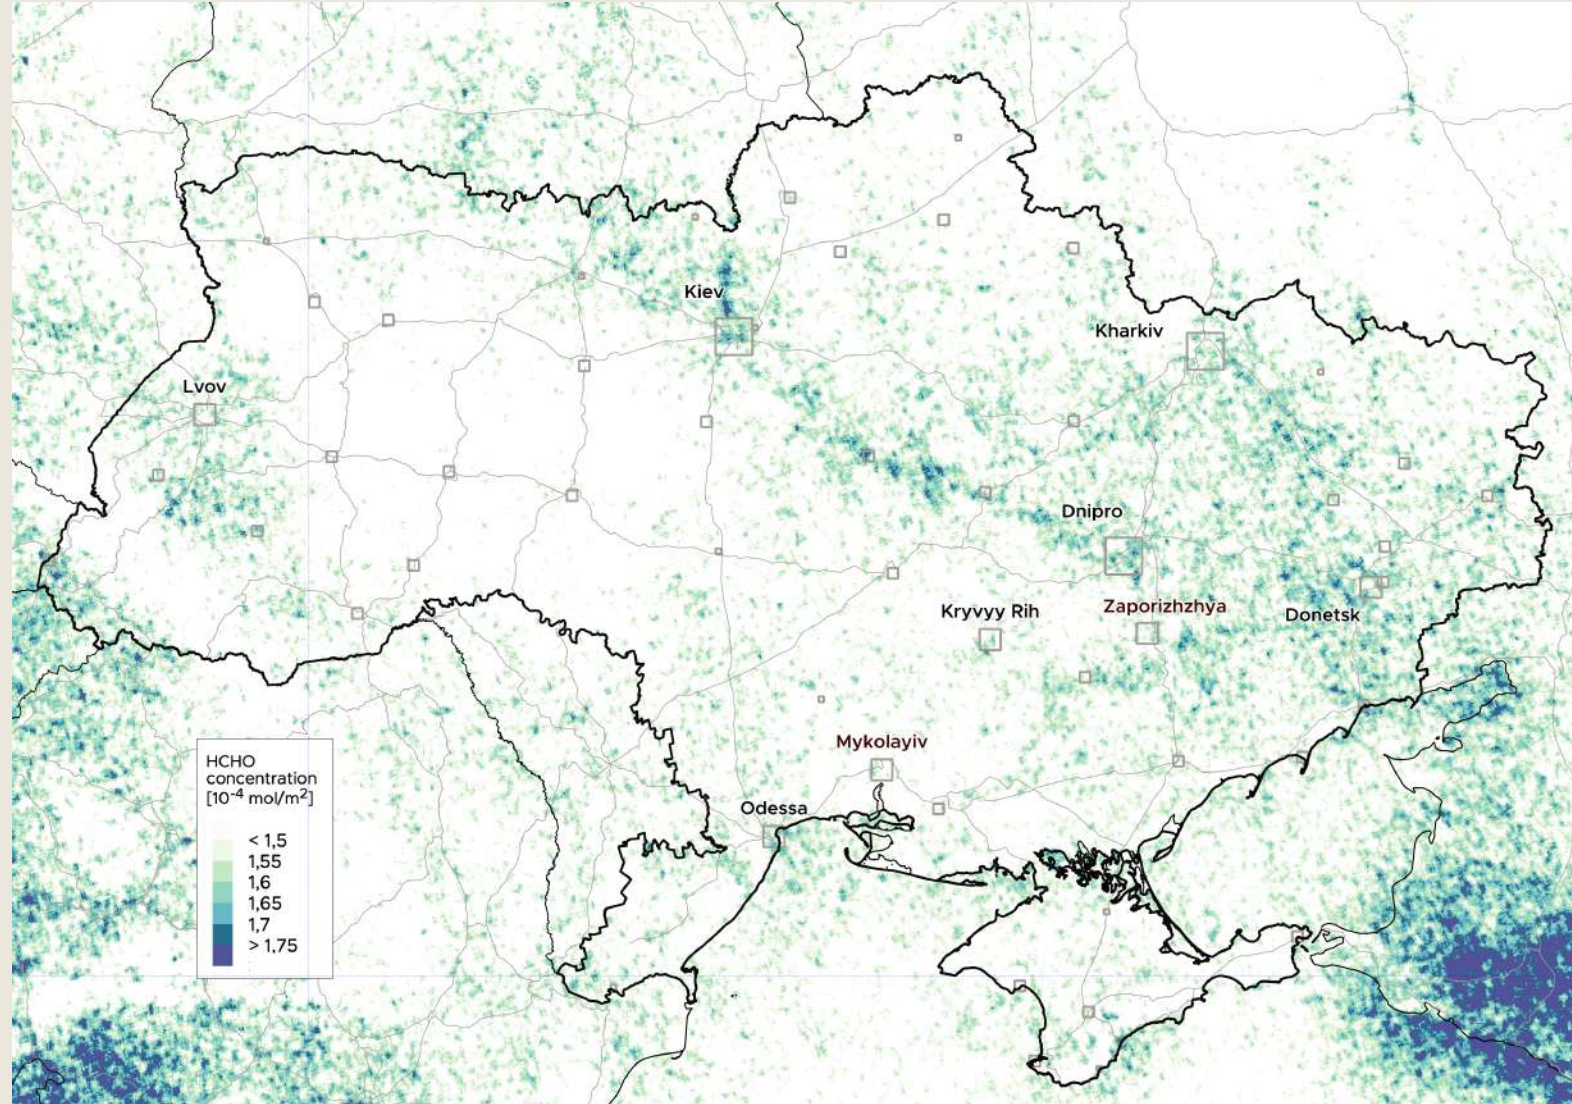 Kiev
Kharkiv
Lvov
Dnipro
Kryvyy Rih
Zaporizhzhya
Donetsk
Mykolayiv
Odessa
HCHO
concentration
[10⁻⁴ mol/m²]
< 1,5
1,55
1,6
1,65
1,7
> 1,75